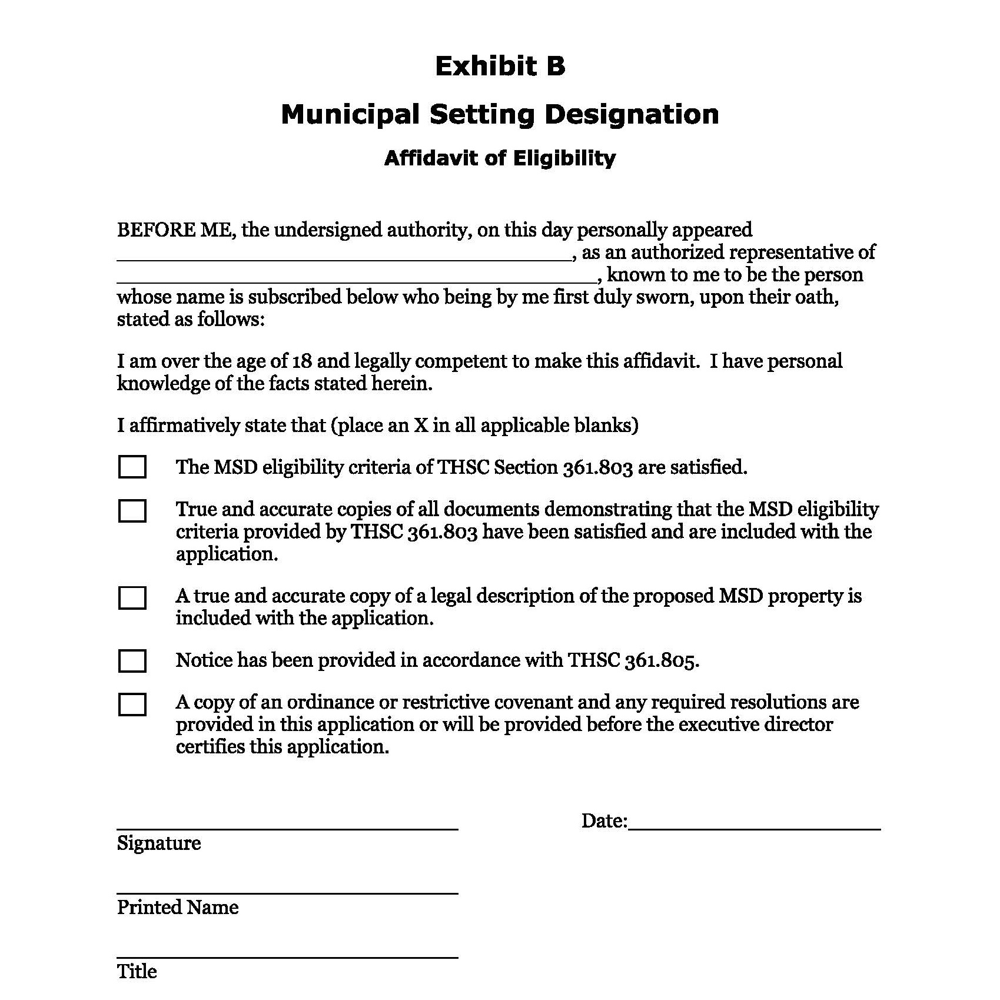 Exhibit B
Municipal Setting Designation
Affidavit of Eligibility
BEFORE ME, the undersigned authority, on this day personally appeared
, as an authorized representative of
, known to me to be the person
whose name is subscribed below who being by me first duly sworn, upon their oath,
stated as follows:
I am over the age of 18 and legally competent to make this affidavit.  I have personal
knowledge of the facts stated herein.
I affirmatively state that (place an X in all applicable blanks)
The MSD eligibility criteria of THSC Section 361.803 are satisfied.
True and accurate copies of all documents demonstrating that the MSD eligibility
criteria provided by THSC 361.803 have been satisfied and are included with the
application.
A true and accurate copy of a legal description of the proposed MSD property is
included with the application.
Notice has been provided in accordance with THSC 361.805.
A copy of an ordinance or restrictive covenant and any required resolutions are
provided in this application or will be provided before the executive director
certifies this application.
Date:
Signature
Printed Name
Title